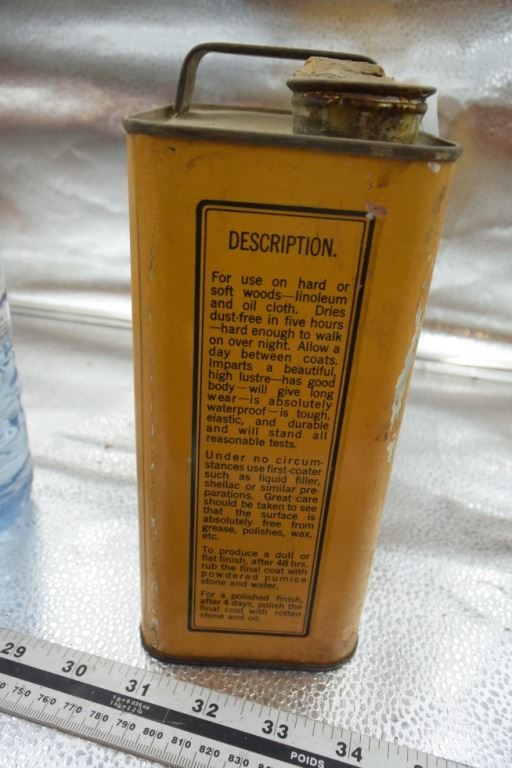 DESCRIPTION.
For use on hard or
soft woods—linoleum
and oil cloth. Dries
dust-free in five hours
—hard enough to walk
on over night. Allow a
day between coats.
Imparts a beautiful,
high lustre—has good
body—will give long
wear—is absolutely
waterproof—is tough,
elastic, and durable
and will stand all
reasonable tests.
Under no circum-
stances use first-coater
such as liquid filler,
shellac or similar pre-
parations. Great care
should be taken to see
that the surface is
absolutely free from
grease, polishes, wax,
etc.
To produce a dull or
flat finish, after 48 hrs.
rub the final coat with
powdered pumice
stone and water.
For a polished finish,
after 4 days, polish the
final coat with rotten
stone and oil.
29 30 31 32 33 34
750 760 770 780 790 800 810 820 830
POIDS